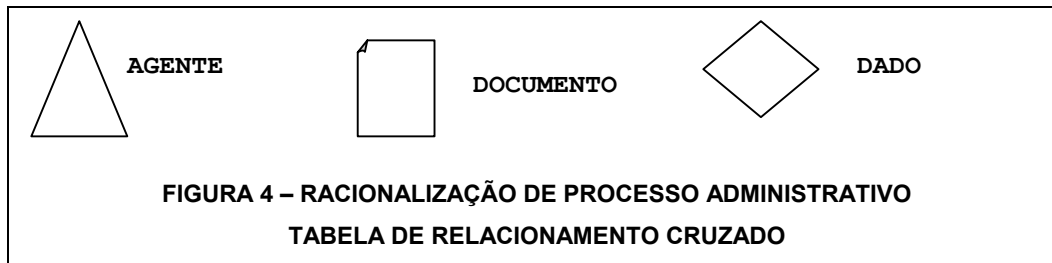 AGENTE
DOCUMENTO
DADO
FIGURA 4 – RACIONALIZAÇÃO DE PROCESSO ADMINISTRATIVO
TABELA DE RELACIONAMENTO CRUZADO